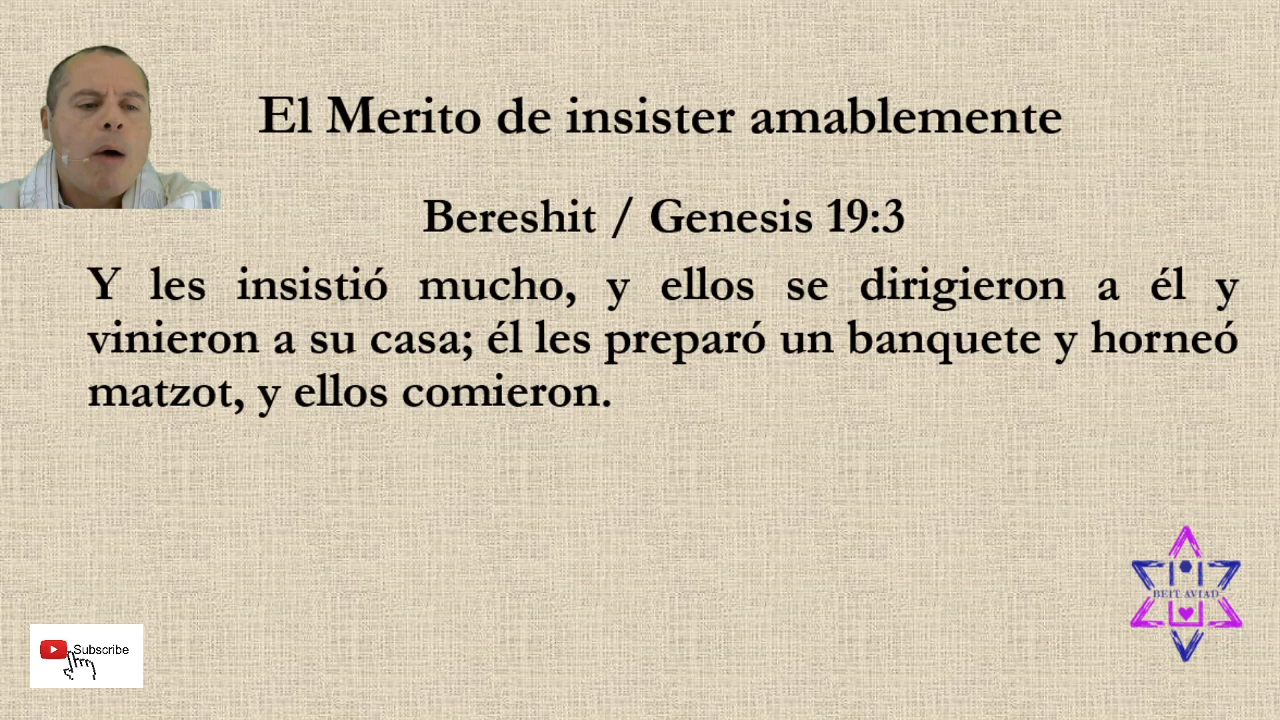 El Merito de insister amablemente
Bereshit / Genesis 19:3
Y les insistió mucho, y ellos se dirigieron a él y
vinieron a su casa; él les preparó un banquete y horneó
matzot, y ellos comieron.
BEIT AVIAD
Subscribe